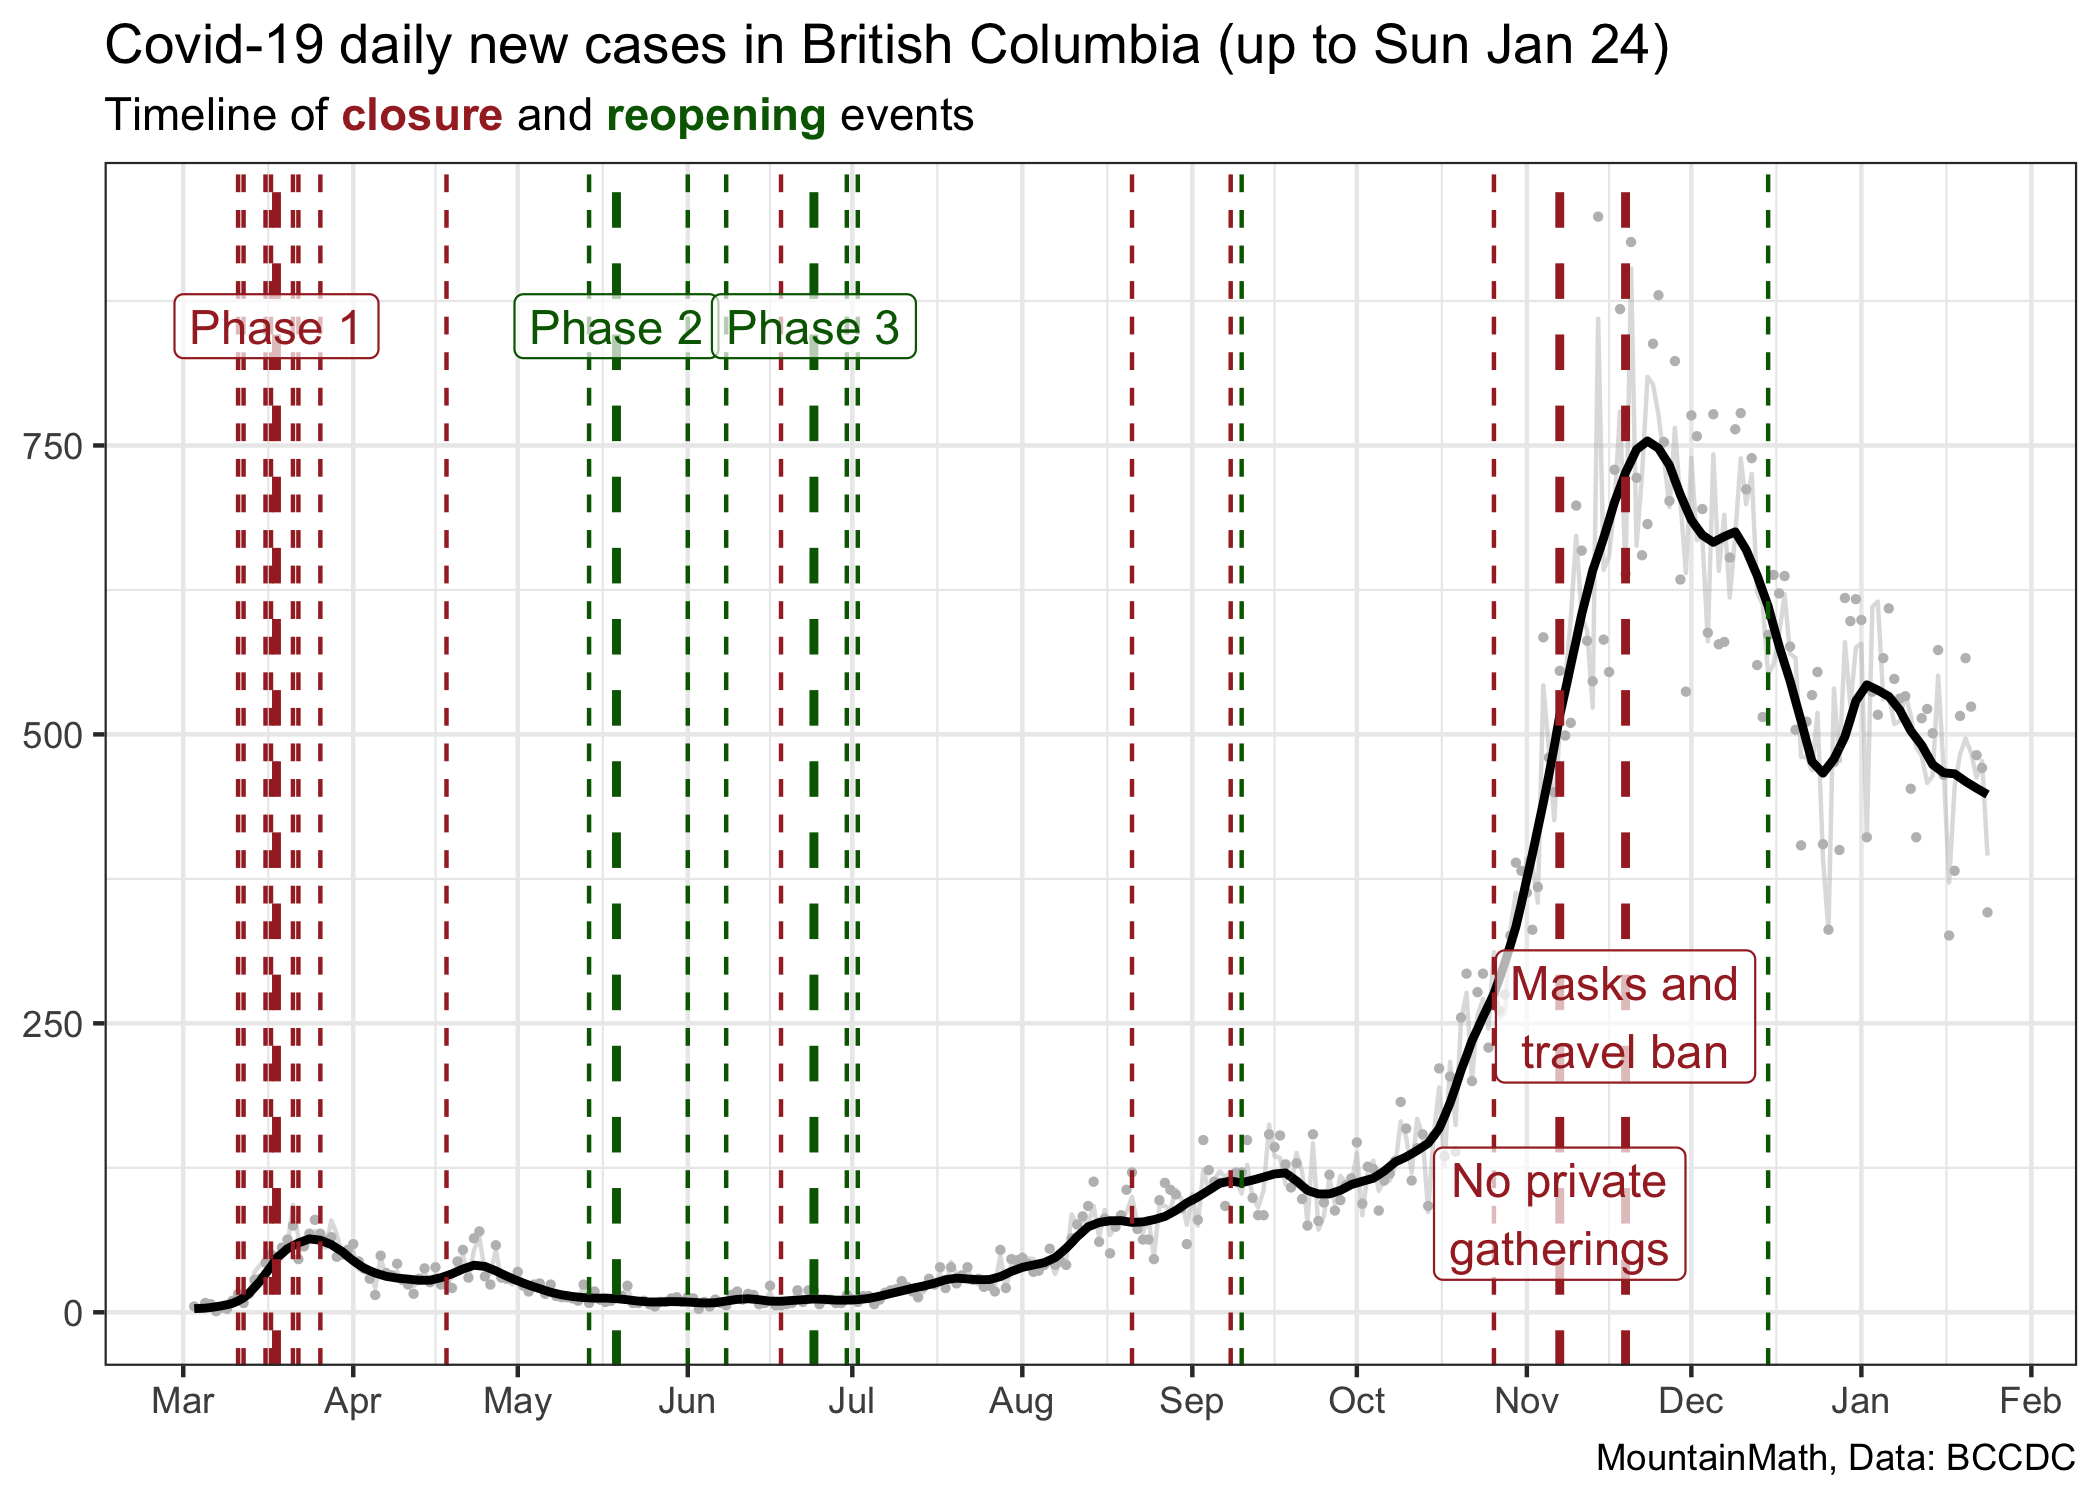 Covid-19 daily new cases in British Columbia (up to Sun Jan 24)
Timeline of closure and reopening events
Phase 1
Phase 2
Phase 3
750
500
250
0
Masks and
travel ban
No private
gatherings
Mar
Apr
May
Jun
Jul
Aug
Sep
Oct
Nov
Dec
Jan
Feb
MountainMath, Data: BCCDC